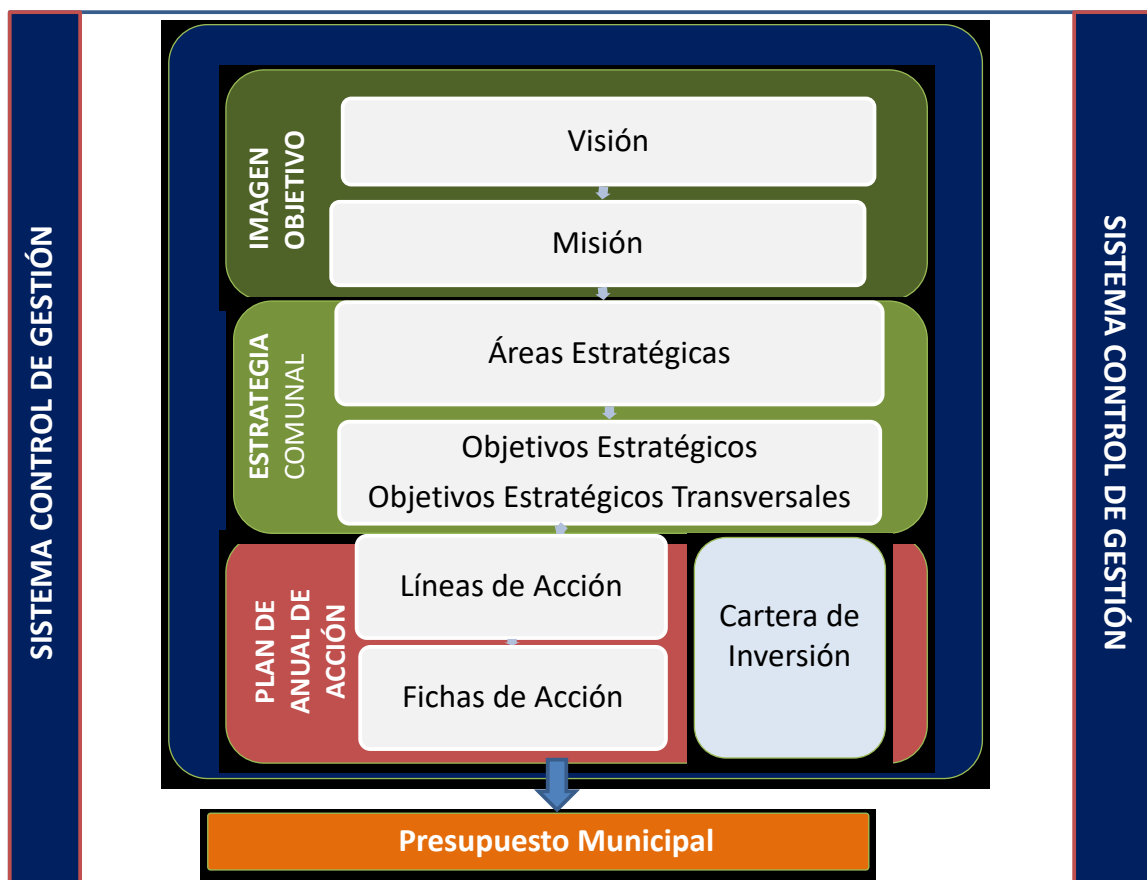 SISTEMA CONTROL DE GESTIÓN
IMAGEN
OBJETIVO
Visión
Misión
ESTRATEGIA
COMUNAL
Áreas Estratégicas
Objetivos Estratégicos
Objetivos Estratégicos Transversales
PLAN DE
ANUAL DE
ACCIÓN
Líneas de Acción
Fichas de Acción
Cartera de
Inversión
Presupuesto Municipal
SISTEMA CONTROL DE GESTIÓN